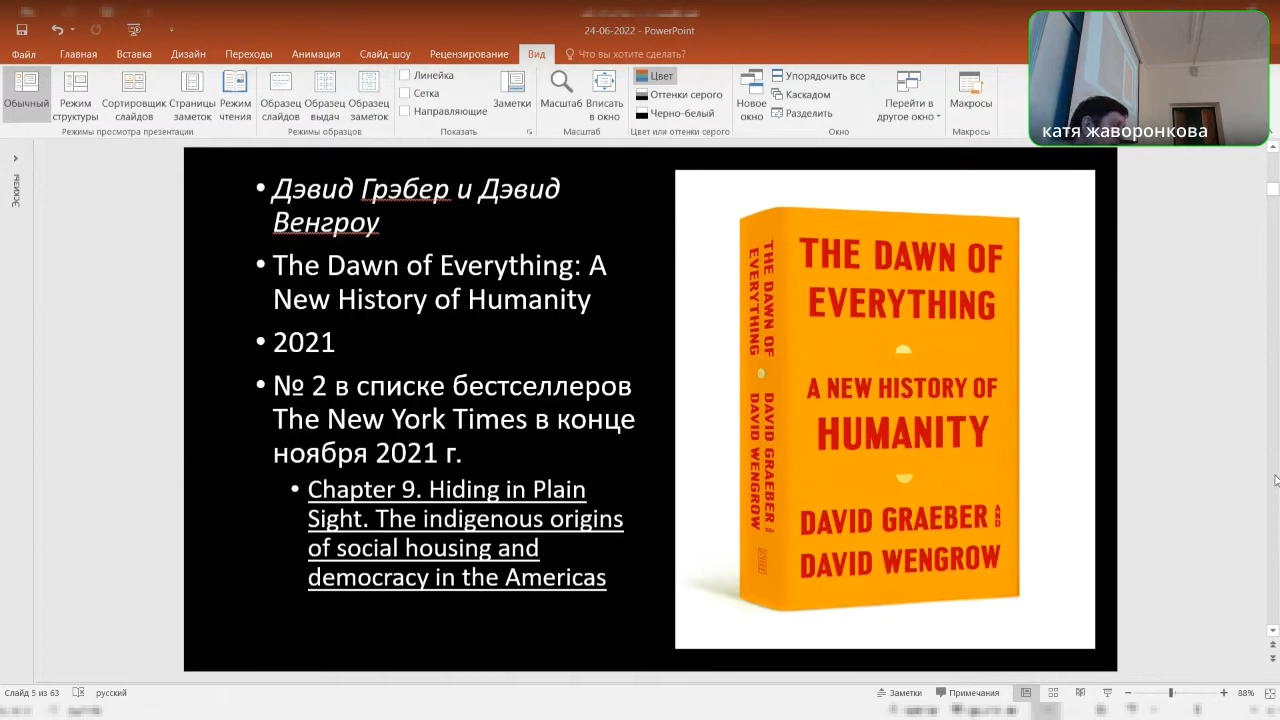 24-06-2022 - PowerPoint
Файл Главная Вставка Дизайн Переходы Анимация Слайд-шоу Рецензирование Вид Что вы хотите сделать?
Обычный
Режим структуры
Сортировщик слайдов
Страницы заметок
Режим чтения
Режимы просмотра презентации
Образец слайдов
Образец выдач
Образец заметок
Режимы образцов
Линейка
Сетка
Направляющие
Показать
Заметки
Масштаб
Вписать в окно
Масштаб
Цвет
Оттенки серого
Черно-белый
Цвет или оттенки серого
Новое окно
Упорядочить все
Каскадом
Разделить
Перейти в другое окно
Окно
Макросы
Макросы
катя жаворонкова
Эскизы
• Дэвид Грэбер и Дэвид
Венгроу
• The Dawn of Everything: A
New History of Humanity
• 2021
• № 2 в списке бестселлеров
The New York Times в конце
ноября 2021 г.
• Chapter 9. Hiding in Plain
Sight. The indigenous origins
of social housing and
democracy in the Americas
THE DAWN OF
EVERYTHING
DAVID GRAEBER AND
DAVID WENGROW
THE DAWN OF
EVERYTHING
A NEW HISTORY OF
HUMANITY
DAVID GRAEBER AND
DAVID WENGROW
Слайд 5 из 63 русский
Заметки Примечания 88%